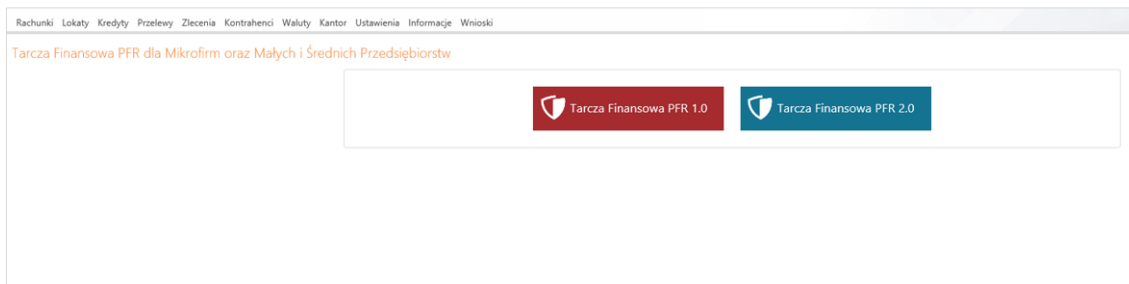 Rachunki Lokaty Kredyty Przelewy Zlecenia Kontrahenci Waluty Kantor Ustawienia Informacje Wnioski
Tarcza Finansowa PFR dla Mikrofirm oraz Małych i Średnich Przedsiębiorstw
Tarcza Finansowa PFR 1.0 Tarcza Finansowa PFR 2.0